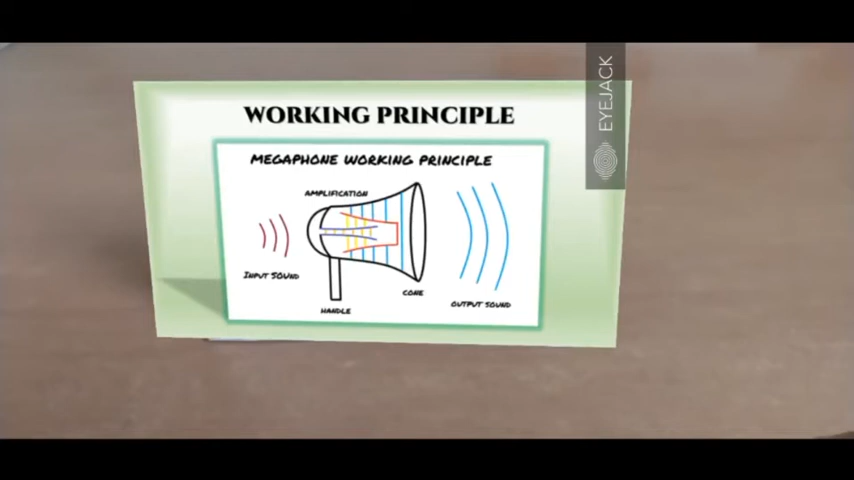 WORKING PRINCIPLE
MEGAPHONE WORKING PRINCIPLE
AMPLIFICATION
INPUT SOUND
CONE
OUTPUT SOUND
HANDLE
EYEJACK